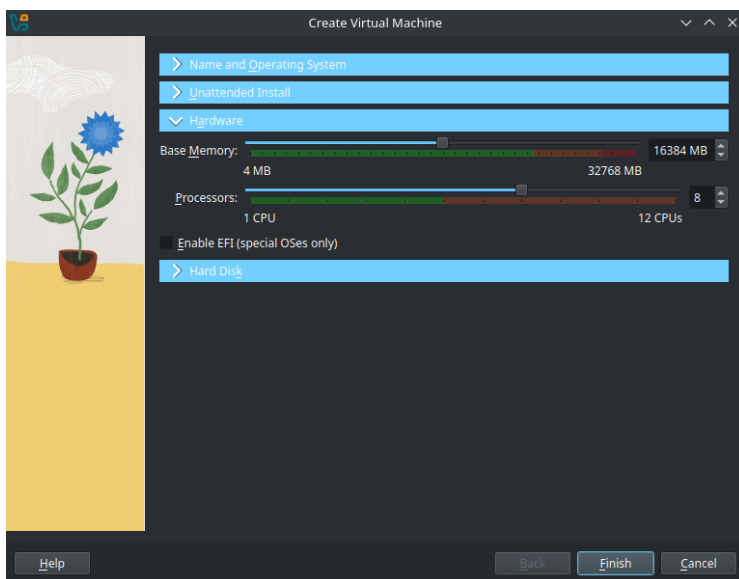 Create Virtual Machine
Name and Operating System
Unattended Install
Hardware
Base Memory: 16384 MB
4 MB 32768 MB
Processors: 8
1 CPU 12 CPUs
Enable EFI (special OSes only)
Hard Disk
Help Back Finish Cancel